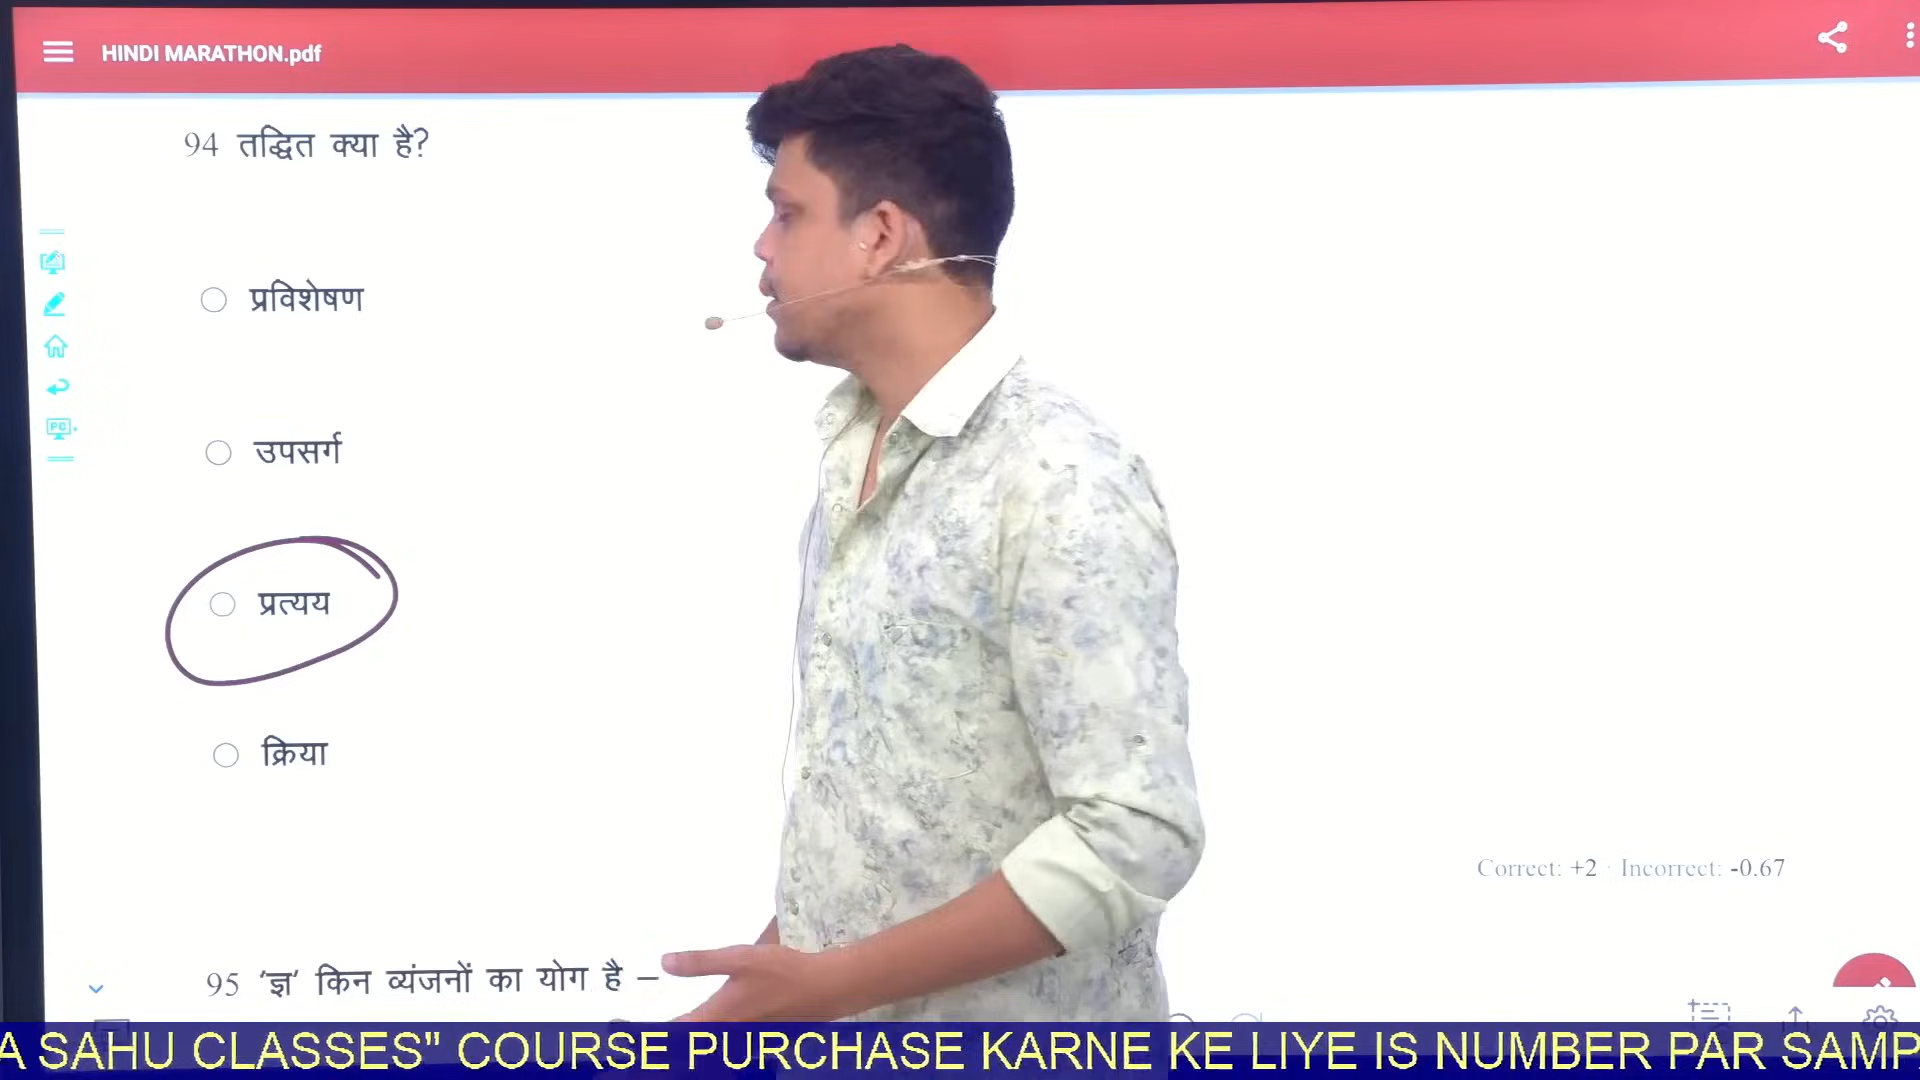 HINDI MARATHON.pdf
94 तद्धित क्या है?
प्रविशेषण
उपसर्ग
प्रत्यय
क्रिया
Correct: +2 · Incorrect: -0.67
95 ‘ज्ञ’ किन व्यंजनों का योग है –
PC
A SAHU CLASSES" COURSE PURCHASE KARNE KE LIYE IS NUMBER PAR SAMP